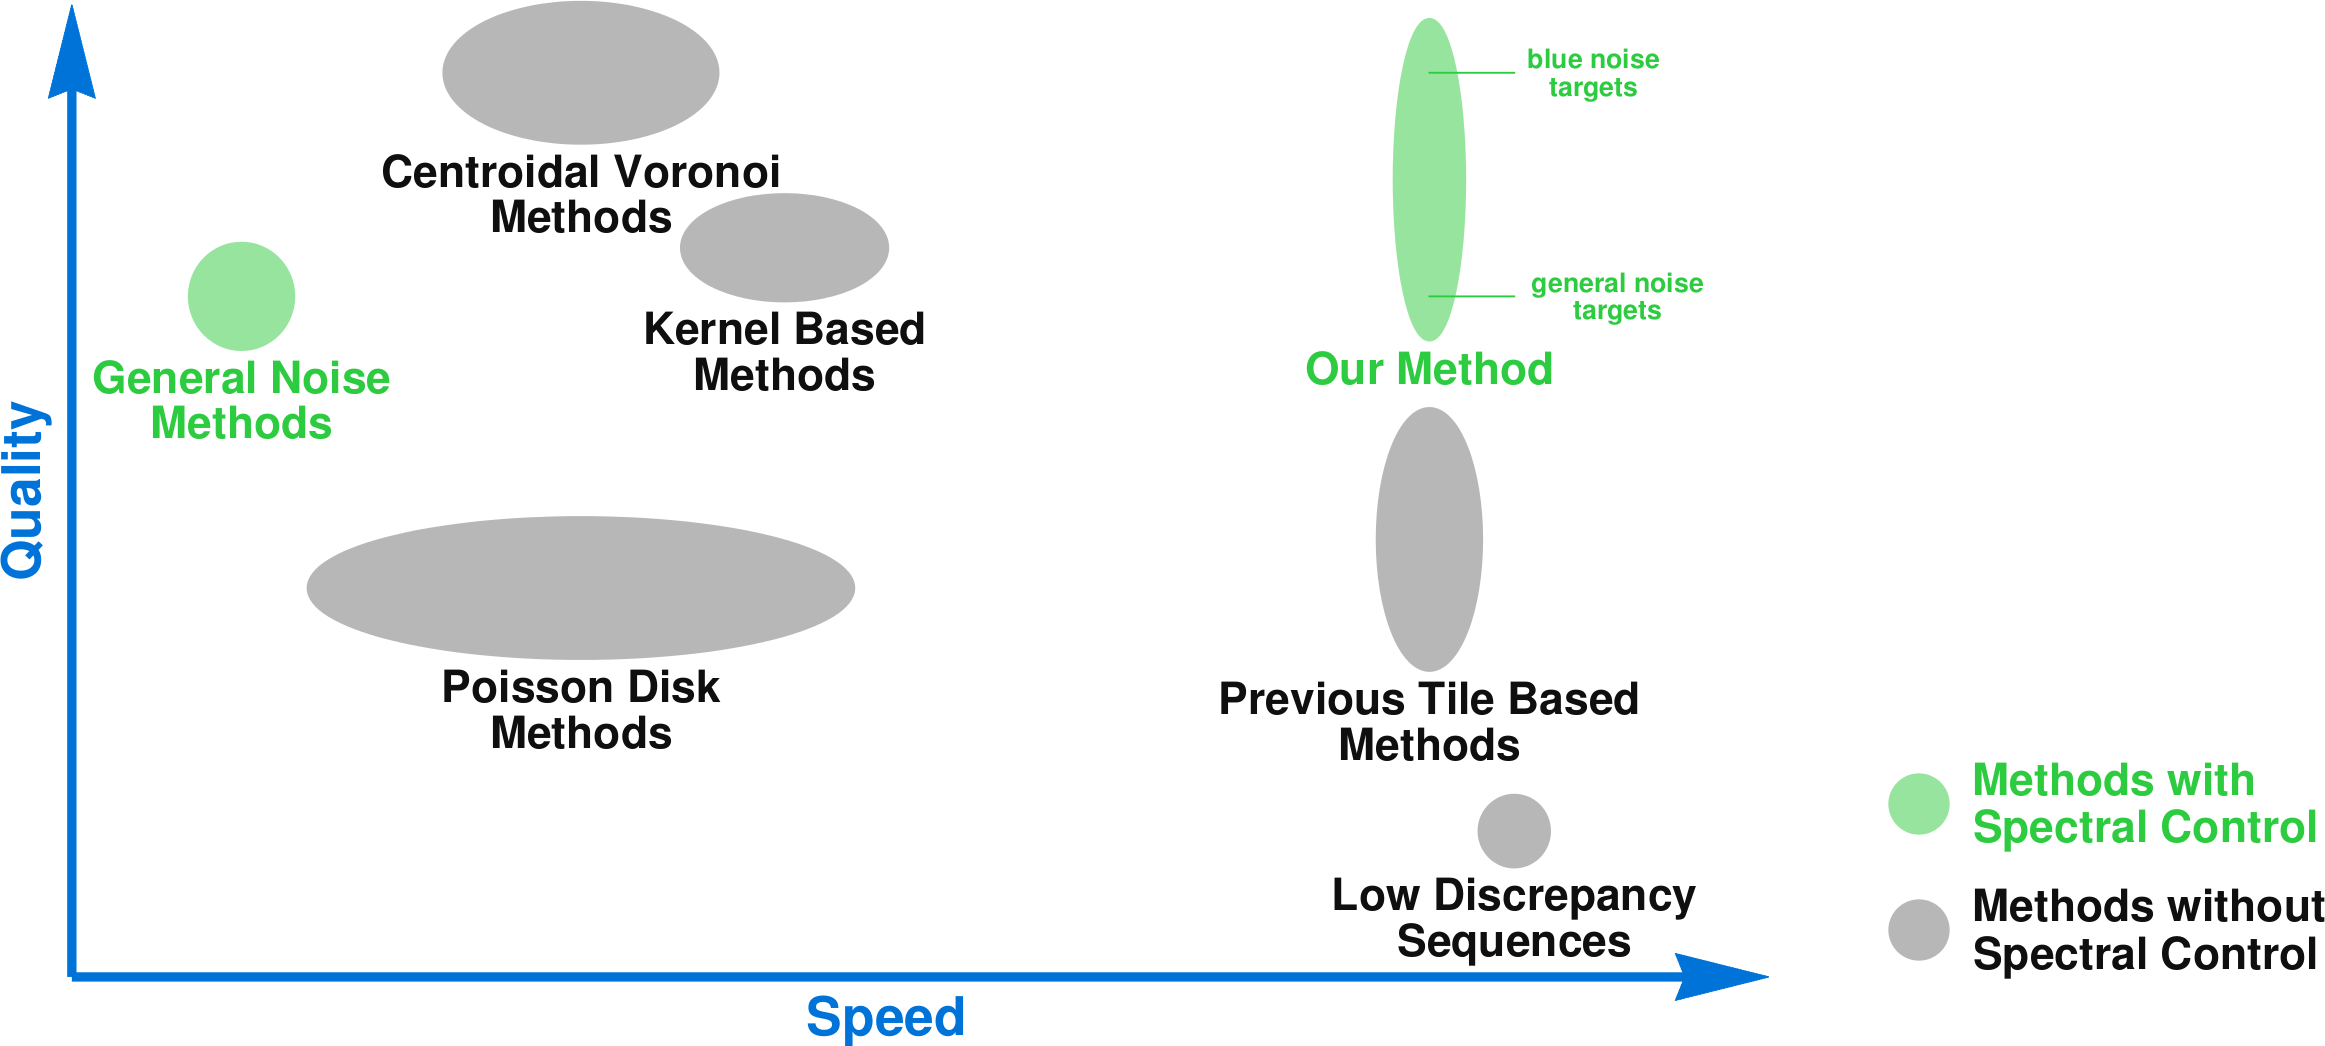 blue noise
targets
Centroidal Voronoi
Methods
general noise
targets
Kernel Based
Methods
Our Method
General Noise
Methods
Quality
Poisson Disk
Methods
Previous Tile Based
Methods
Methods with
Spectral Control
Low Discrepancy
Sequences
Methods without
Spectral Control
Speed